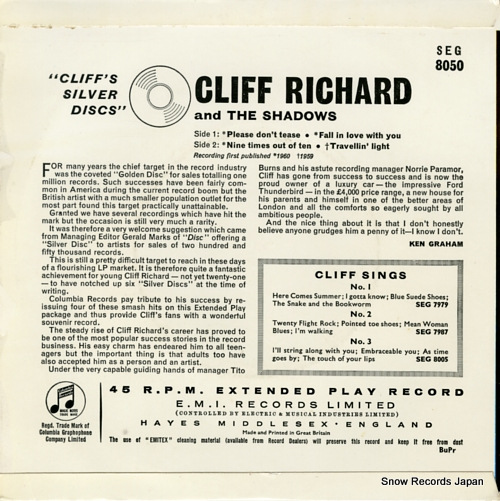 SEG
8050
"CLIFF'S
SILVER
DISCS"
CLIFF RICHARD
and THE SHADOWS
Side 1: *Please don't tease • *Fall in love with you
Side 2: *Nine times out of ten • †Travellin' light
Recording first published *1960 †1959
FOR many years the chief target in the record industry
was the coveted "Golden Disc" for sales totalling one
million records. Such successes have been fairly com-
mon in America during the current record boom but the
British artist with a much smaller population outlet for the
most part found this target practically unattainable.
Granted we have several recordings which have hit the
mark but the occasion is still very much a rarity.
It was therefore a very welcome suggestion which came
from Managing Editor Gerald Marks of "Disc" offering a
"Silver Disc" to artists for sales of two hundred and
fifty thousand records.
This is still a pretty difficult target to reach in these days
of a flourishing LP market. It is therefore quite a fantastic
achievement for young Cliff Richard — not yet twenty-one
— to have notched up six "Silver Discs" at the time of
writing.
Columbia Records pay tribute to his success by re-
issuing four of these smash hits on this Extended Play
package and thus provide Cliff's fans with a wonderful
souvenir record.
The steady rise of Cliff Richard's career has proved to
be one of the most popular success stories in the record
business. His easy charm has endeared him to all teen-
agers but the important thing is that adults too have
also accepted him as a person and an artist.
Under the very capable guiding hands of manager Tito
Burns and his astute recording manager Norrie Paramor,
Cliff has gone from success to success and is now the
proud owner of a luxury car — the impressive Ford
Thunderbird — in the £4,000 price range, a new house for
his parents and himself in one of the better areas of
London and all the comforts so eagerly sought by all
ambitious people.
And the nice thing about it is that I don't honestly
believe anyone grudges him a penny of it—I know I don't.
KEN GRAHAM
CLIFF SINGS
No. 1
Here Comes Summer; I gotta know; Blue Suede Shoes;
The Snake and the Bookworm SEG 7979
No. 2
Twenty Flight Rock; Pointed toe shoes; Mean Woman
Blues; I'm walking SEG 7987
No. 3
I'll string along with you; Embraceable you; As time
goes by; The touch of your lips SEG 8005
Regd. Trade Mark of
Columbia Graphophone
Company Limited
45 R.P.M. EXTENDED PLAY RECORD
E.M.I. RECORDS LIMITED
(CONTROLLED BY ELECTRIC & MUSICAL INDUSTRIES LIMITED)
HAYES MIDDLESEX · ENGLAND
Made and Printed in Great Britain
The use of "EMITEX" cleaning material (available from Record Dealers) will preserve this record and keep it free from dust
BuPr
Snow Records Japan